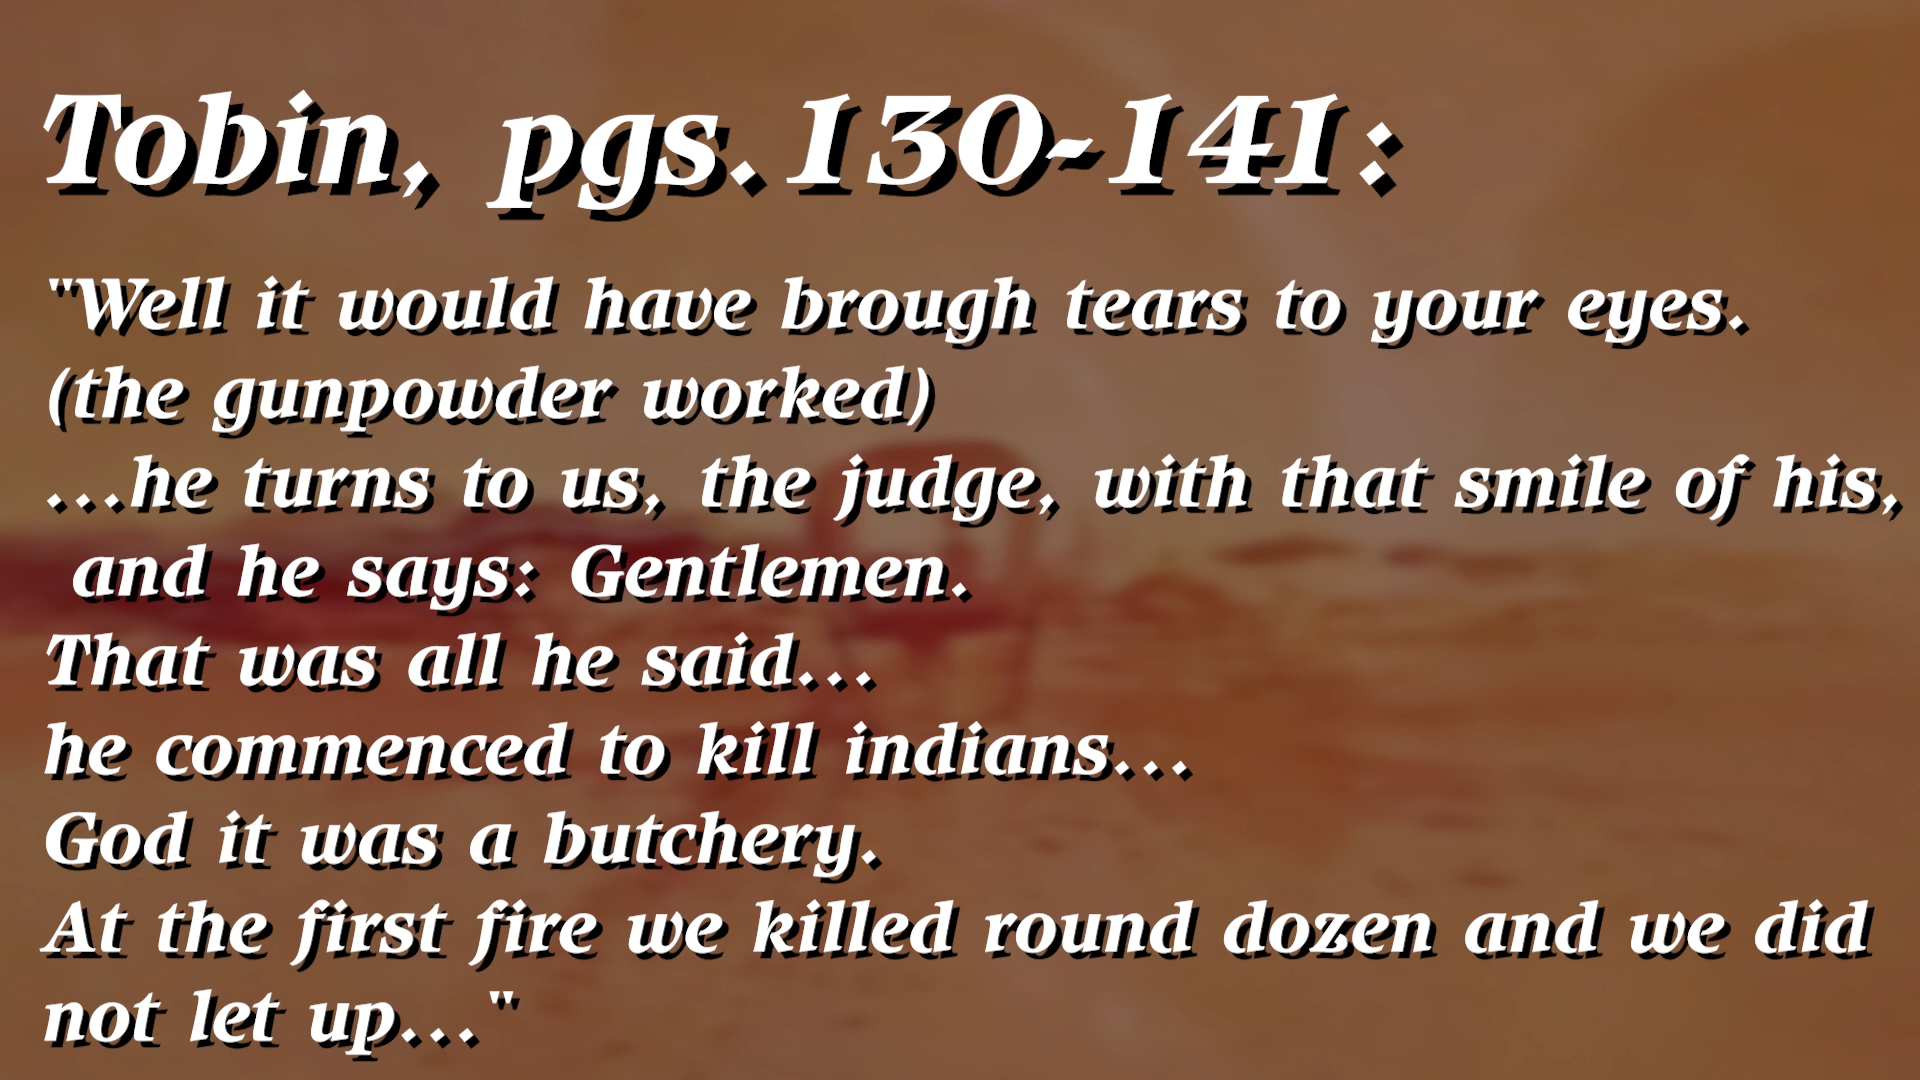 Tobin, pgs.130-141:
"Well it would have brough tears to your eyes.
(the gunpowder worked)
...he turns to us, the judge, with that smile of his,
and he says: Gentlemen.
That was all he said...
he commenced to kill indians...
God it was a butchery.
At the first fire we killed round dozen and we did
not let up..."